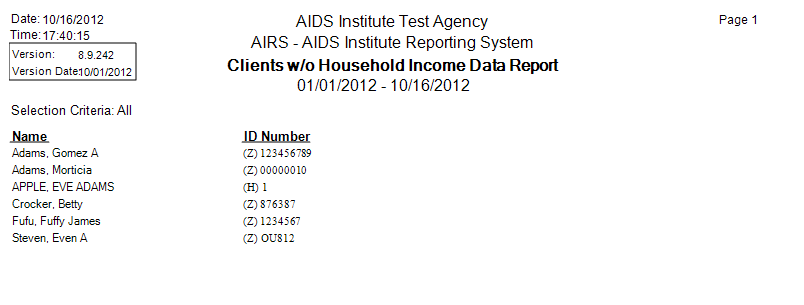 Date: 10/16/2012
AIDS Institute Test Agency
Page 1
Time: 17:40:15
AIRS - AIDS Institute Reporting System
Version: 8.9.242
Clients w/o Household Income Data Report
Version Date: 10/01/2012
01/01/2012 - 10/16/2012
Selection Criteria: All
Name ID Number
Adams, Gomez A (Z) 123456789
Adams, Morticia (Z) 00000010
APPLE, EVE ADAMS (H) 1
Crocker, Betty (Z) 876387
Fufu, Fuffy James (Z) 1234567
Steven, Even A (Z) OU812